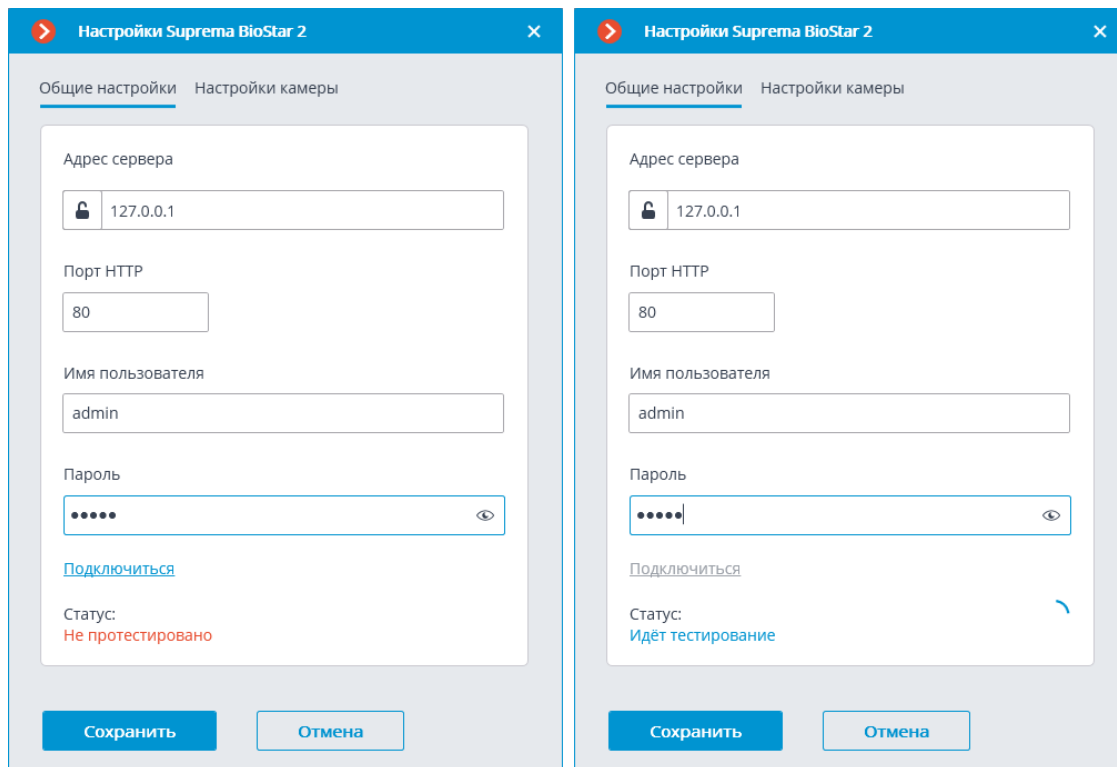 Настройки Suprema BioStar 2
Общие настройки Настройки камеры
Адрес сервера
127.0.0.1
Порт HTTP
80
Имя пользователя
admin
Пароль
•••••
Подключиться
Статус:
Не протестировано
Сохранить Отмена
Настройки Suprema BioStar 2
Общие настройки Настройки камеры
Адрес сервера
127.0.0.1
Порт HTTP
80
Имя пользователя
admin
Пароль
•••••
Подключиться
Статус:
Идёт тестирование
Сохранить Отмена